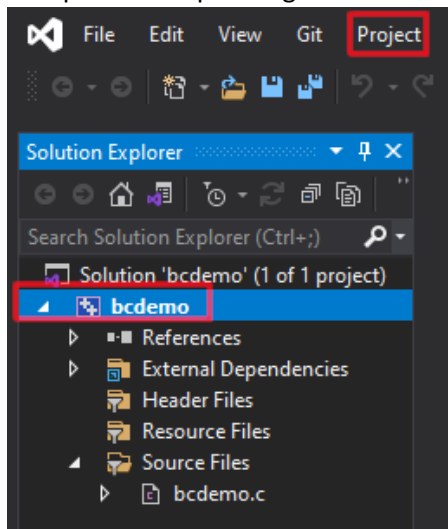 File Edit View Git Project
Solution Explorer
Search Solution Explorer (Ctrl+;)
Solution 'bcdemo' (1 of 1 project)
bcdemo
References
External Dependencies
Header Files
Resource Files
Source Files
bcdemo.c